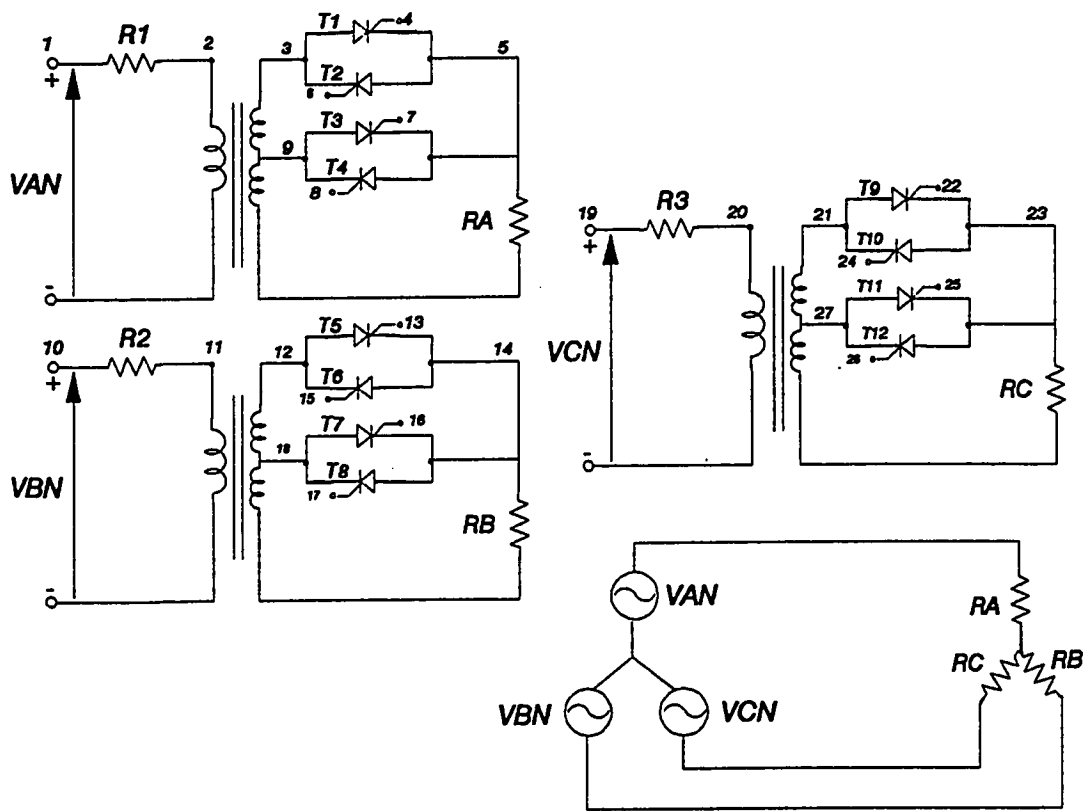 1 R1 2 3 T1 4 5
+ T2
6
T3 7
9
T4
8
VAN RA
-
10 R2 11 12 T5 13 14
+ T6
15
T7 16
18
T8
17
VBN RB
-
19 R3 20 21 T9 22 23
+ T10
24
T11 25
27
T12
26
VCN RC
-
VAN RA
RC RB
VBN VCN